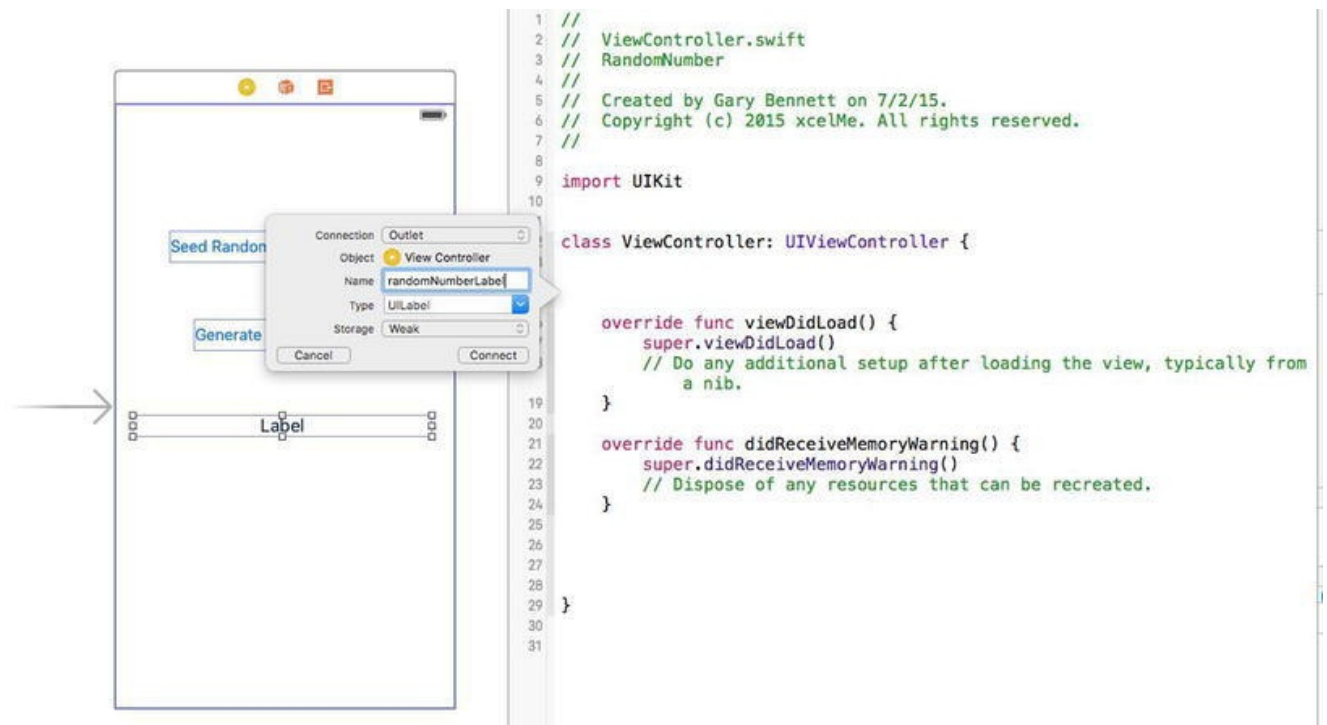 Seed Random
Generate
Label
Connection Outlet
Object View Controller
Name randomNumberLabel
Type UILabel
Storage Weak
Cancel Connect
1 //
2 // ViewController.swift
3 // RandomNumber
4 //
5 // Created by Gary Bennett on 7/2/15.
6 // Copyright (c) 2015 xcelMe. All rights reserved.
7 //
8
9 import UIKit
10
class ViewController: UIViewController {
override func viewDidLoad() {
super.viewDidLoad()
// Do any additional setup after loading the view, typically from
a nib.
19 }
20
21 override func didReceiveMemoryWarning() {
22 super.didReceiveMemoryWarning()
23 // Dispose of any resources that can be recreated.
24 }
25
26
27
28
29 }
30
31